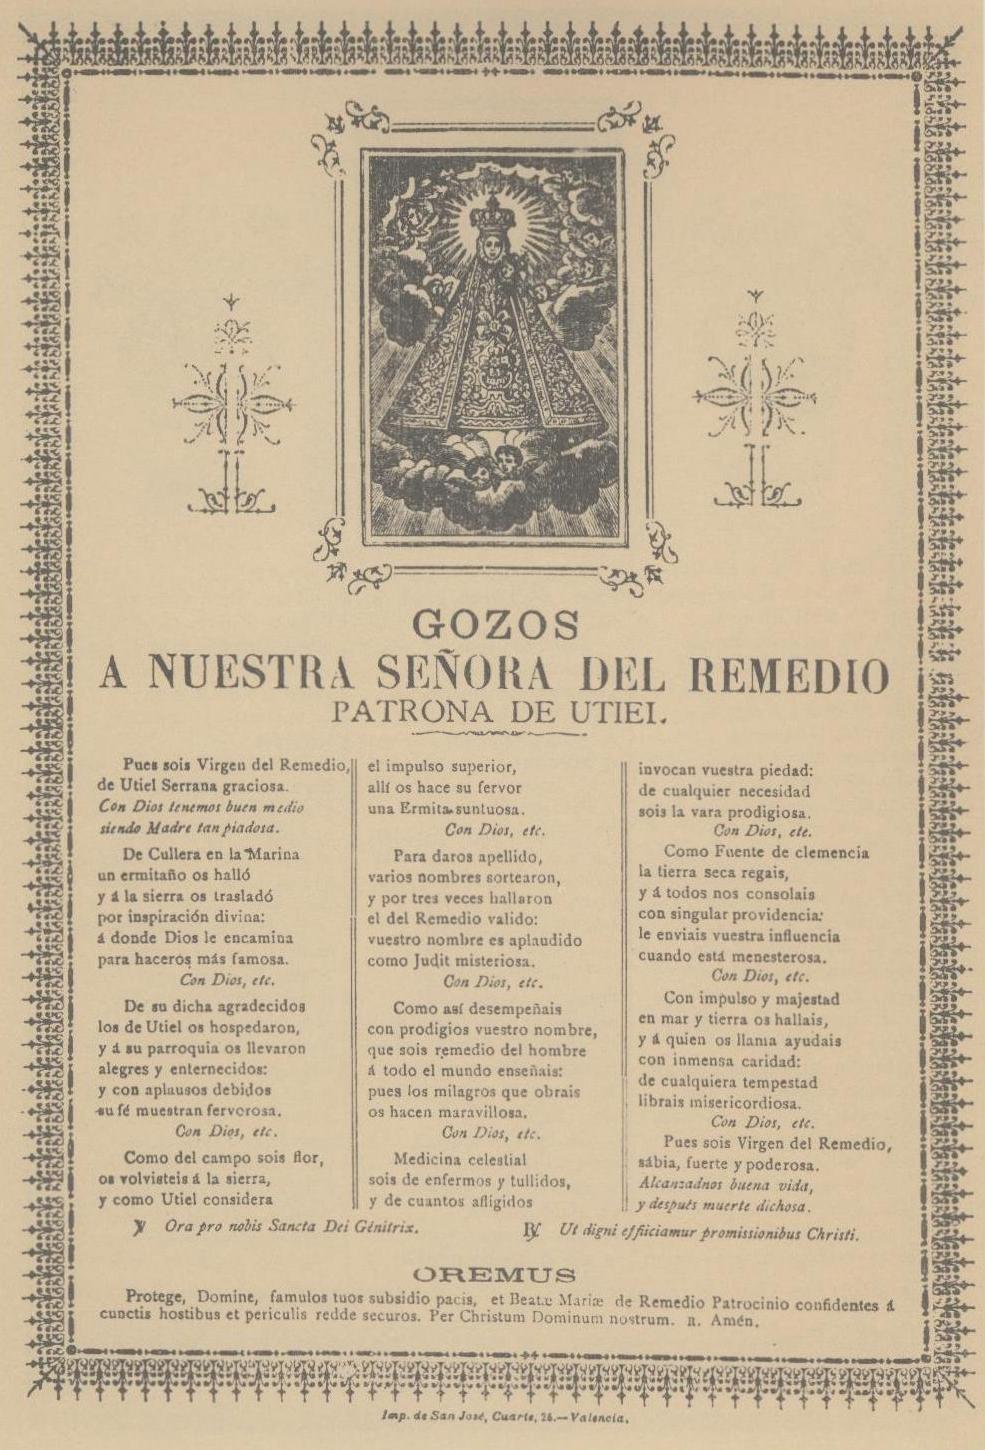 GOZOS
A NUESTRA SEÑORA DEL REMEDIO
PATRONA DE UTIEL.
Pues sois Virgen del Remedio,
de Utiel Serrana graciosa.
Con Dios tenemos buen medio
siendo Madre tan piadosa.
De Cullera en la Marina
un ermitaño os halló
y á la sierra os trasladó
por inspiración divina:
á donde Dios le encamina
para haceros más famosa.
Con Dios, etc.
De su dicha agradecidos
los de Utiel os hospedaron,
y á su parroquia os llevaron
alegres y enternecidos:
y con aplausos debidos
su fé muestran fervorosa.
Con Dios, etc.
Como del campo sois flor,
os volvisteis á la sierra,
y como Utiel considera
el impulso superior,
allí os hace su fervor
una Ermita suntuosa.
Con Dios, etc.
Para daros apellido,
varios nombres sortearon,
y por tres veces hallaron
el del Remedio valido:
vuestro nombre es aplaudido
como Judit misteriosa.
Con Dios, etc.
Como así desempeñais
con prodigios vuestro nombre,
que sois remedio del hombre
á todo el mundo enseñais:
pues los milagros que obrais
os hacen maravillosa.
Con Dios, etc.
Medicina celestial
sois de enfermos y tullidos,
y de cuantos afligidos
invocan vuestra piedad:
de cualquier necesidad
sois la vara prodigiosa.
Con Dios, etc.
Como Fuente de clemencia
la tierra seca regais,
y á todos nos consolais
con singular providencia:
le enviais vuestra influencia
cuando está menesterosa.
Con Dios, etc.
Con impulso y majestad
en mar y tierra os hallais,
y á quien os llama ayudais
con inmensa caridad:
de cualquiera tempestad
librais misericordiosa.
Con Dios, etc.
Pues sois Virgen del Remedio,
sábia, fuerte y poderosa.
Alcanzadnos buena vida,
y después muerte dichosa.
℣ Ora pro nobis Sancta Dei Génitrix.
℟ Ut digni efficiamur promissionibus Christi.
OREMUS
Protege, Domine, famulos tuos subsidio pacis, et Beatæ Mariæ de Remedio Patrocinio confidentes á
cunctis hostibus et periculis redde securos. Per Christum Dominum nostrum. R. Amén.
Imp. de San José, Cuarte, 26.—Valencia.